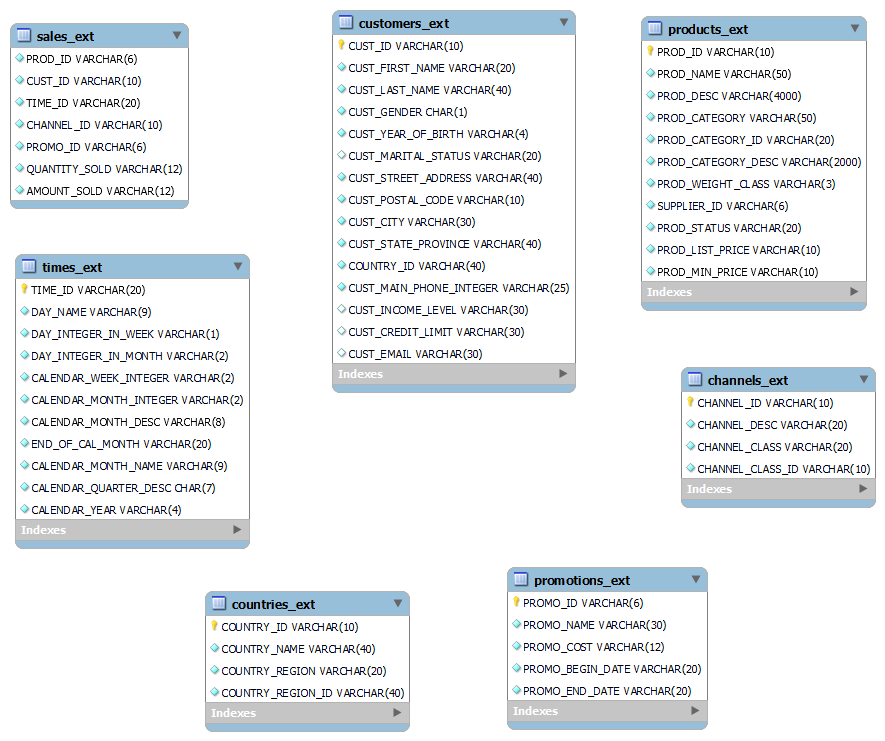 sales_ext
PROD_ID VARCHAR(6)
CUST_ID VARCHAR(10)
TIME_ID VARCHAR(20)
CHANNEL_ID VARCHAR(10)
PROMO_ID VARCHAR(6)
QUANTITY_SOLD VARCHAR(12)
AMOUNT_SOLD VARCHAR(12)
customers_ext
CUST_ID VARCHAR(10)
CUST_FIRST_NAME VARCHAR(20)
CUST_LAST_NAME VARCHAR(40)
CUST_GENDER CHAR(1)
CUST_YEAR_OF_BIRTH VARCHAR(4)
CUST_MARITAL_STATUS VARCHAR(20)
CUST_STREET_ADDRESS VARCHAR(40)
CUST_POSTAL_CODE VARCHAR(10)
CUST_CITY VARCHAR(30)
CUST_STATE_PROVINCE VARCHAR(40)
COUNTRY_ID VARCHAR(40)
CUST_MAIN_PHONE_INTEGER VARCHAR(25)
CUST_INCOME_LEVEL VARCHAR(30)
CUST_CREDIT_LIMIT VARCHAR(30)
CUST_EMAIL VARCHAR(30)
Indexes
products_ext
PROD_ID VARCHAR(10)
PROD_NAME VARCHAR(50)
PROD_DESC VARCHAR(4000)
PROD_CATEGORY VARCHAR(50)
PROD_CATEGORY_ID VARCHAR(20)
PROD_CATEGORY_DESC VARCHAR(2000)
PROD_WEIGHT_CLASS VARCHAR(3)
SUPPLIER_ID VARCHAR(6)
PROD_STATUS VARCHAR(20)
PROD_LIST_PRICE VARCHAR(10)
PROD_MIN_PRICE VARCHAR(10)
Indexes
times_ext
TIME_ID VARCHAR(20)
DAY_NAME VARCHAR(9)
DAY_INTEGER_IN_WEEK VARCHAR(1)
DAY_INTEGER_IN_MONTH VARCHAR(2)
CALENDAR_WEEK_INTEGER VARCHAR(2)
CALENDAR_MONTH_INTEGER VARCHAR(2)
CALENDAR_MONTH_DESC VARCHAR(8)
END_OF_CAL_MONTH VARCHAR(20)
CALENDAR_MONTH_NAME VARCHAR(9)
CALENDAR_QUARTER_DESC CHAR(7)
CALENDAR_YEAR VARCHAR(4)
Indexes
channels_ext
CHANNEL_ID VARCHAR(10)
CHANNEL_DESC VARCHAR(20)
CHANNEL_CLASS VARCHAR(20)
CHANNEL_CLASS_ID VARCHAR(10)
Indexes
countries_ext
COUNTRY_ID VARCHAR(10)
COUNTRY_NAME VARCHAR(40)
COUNTRY_REGION VARCHAR(20)
COUNTRY_REGION_ID VARCHAR(40)
Indexes
promotions_ext
PROMO_ID VARCHAR(6)
PROMO_NAME VARCHAR(30)
PROMO_COST VARCHAR(12)
PROMO_BEGIN_DATE VARCHAR(20)
PROMO_END_DATE VARCHAR(20)
Indexes